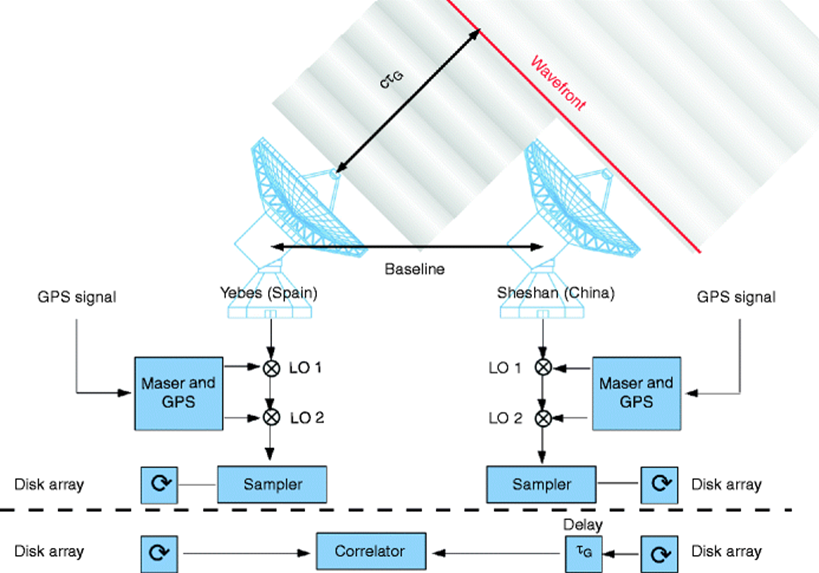 cτG
Wavefront
Baseline
GPS signal
Yebes (Spain)
Sheshan (China)
GPS signal
Maser and
GPS
LO 1
LO 2
LO 1
LO 2
Maser and
GPS
Disk array
Sampler
Sampler
Disk array
Delay
Disk array
Correlator
τG
Disk array